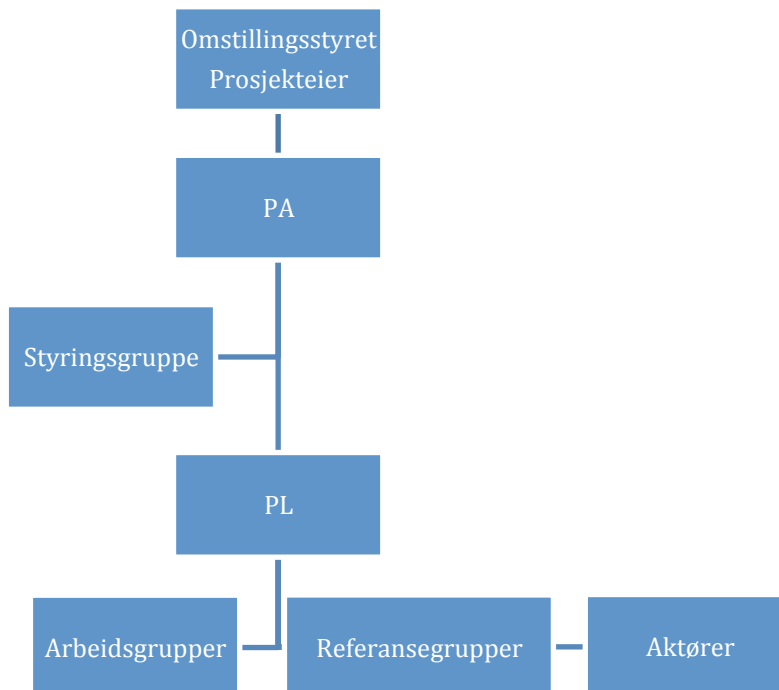 Omstillingsstyret
Prosjekteier
PA
Styringsgruppe
PL
Arbeidsgrupper
Referansegrupper
Aktører